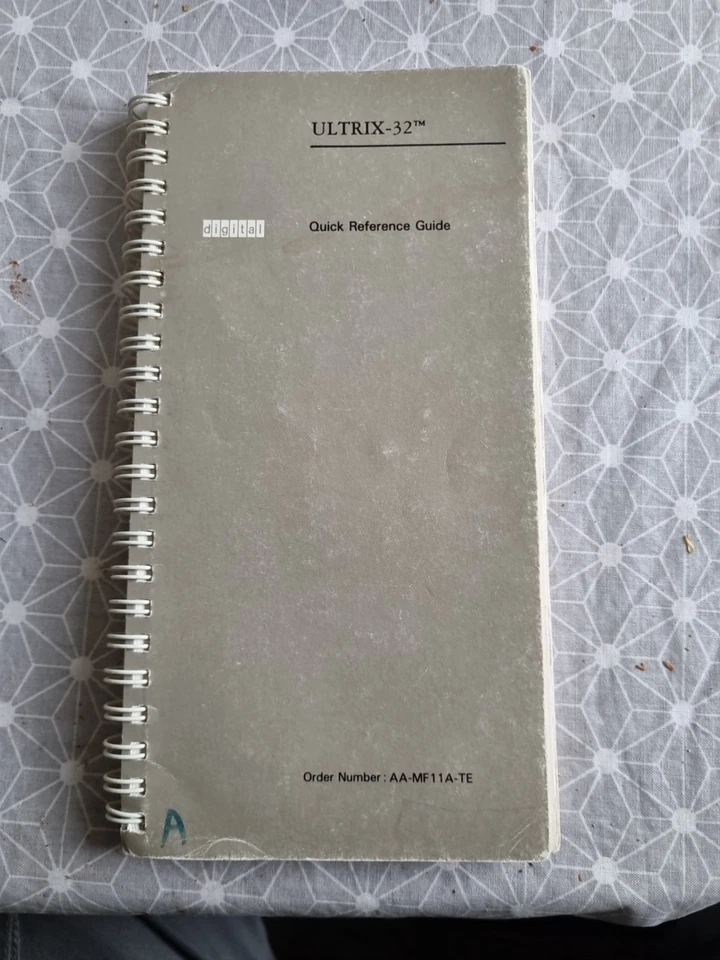 ULTRIX-32™
digital
Quick Reference Guide
Order Number: AA-MF11A-TE
A